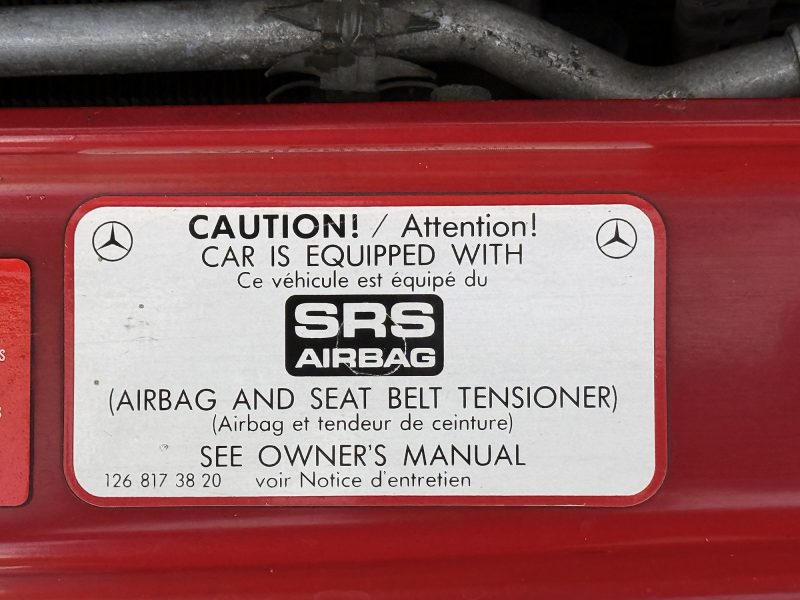 CAUTION! / Attention!
CAR IS EQUIPPED WITH
Ce véhicule est équipé du
SRS
AIRBAG
(AIRBAG AND SEAT BELT TENSIONER)
(Airbag et tendeur de ceinture)
SEE OWNER'S MANUAL
126 817 38 20 voir Notice d'entretien